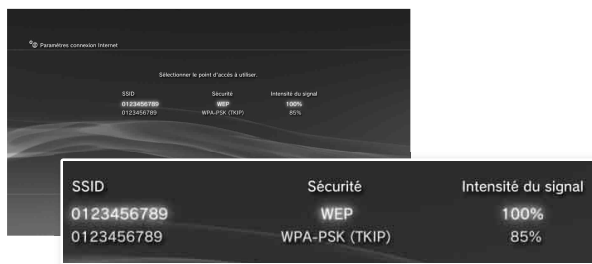 Paramètres connexion Internet
Sélectionner le point d'accès à utiliser.
SSID Sécurité Intensité du signal
0123456789 WEP 100%
0123456789 WPA-PSK (TKIP) 85%
SSID Sécurité Intensité du signal
0123456789 WEP 100%
0123456789 WPA-PSK (TKIP) 85%